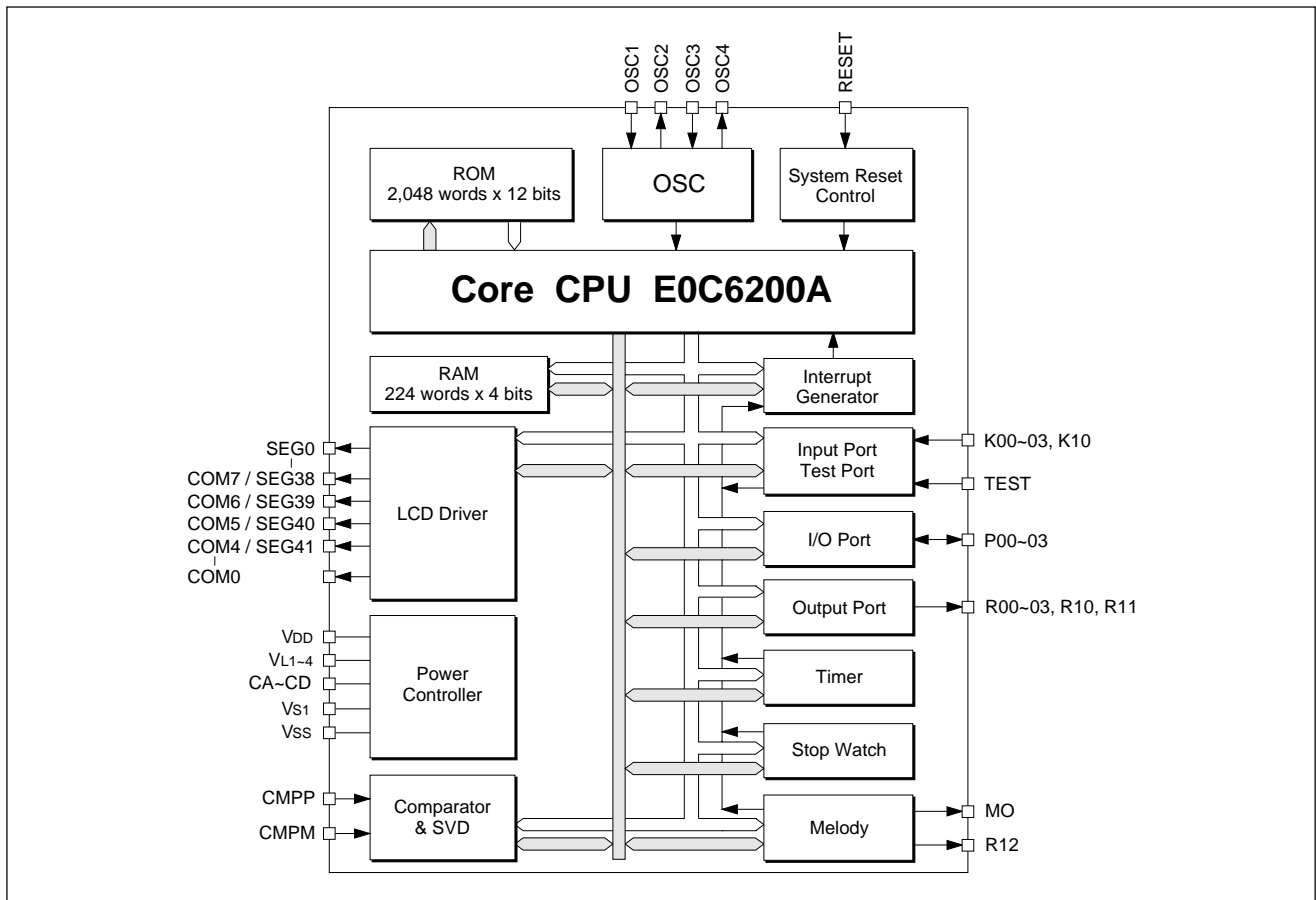 OSC1
OSC2
OSC3
OSC4
RESET
ROM
2,048 words x 12 bits
OSC
System Reset
Control
Core CPU E0C6200A
RAM
224 words x 4 bits
Interrupt
Generator
SEG0
COM7 / SEG38
COM6 / SEG39
COM5 / SEG40
COM4 / SEG41
COM0
LCD Driver
Input Port
Test Port
K00~03, K10
TEST
I/O Port
P00~03
Output Port
R00~03, R10, R11
VDD
VL1~4
CA~CD
VS1
VSS
Power
Controller
Timer
Stop Watch
CMPP
CMPM
Comparator
& SVD
Melody
MO
R12